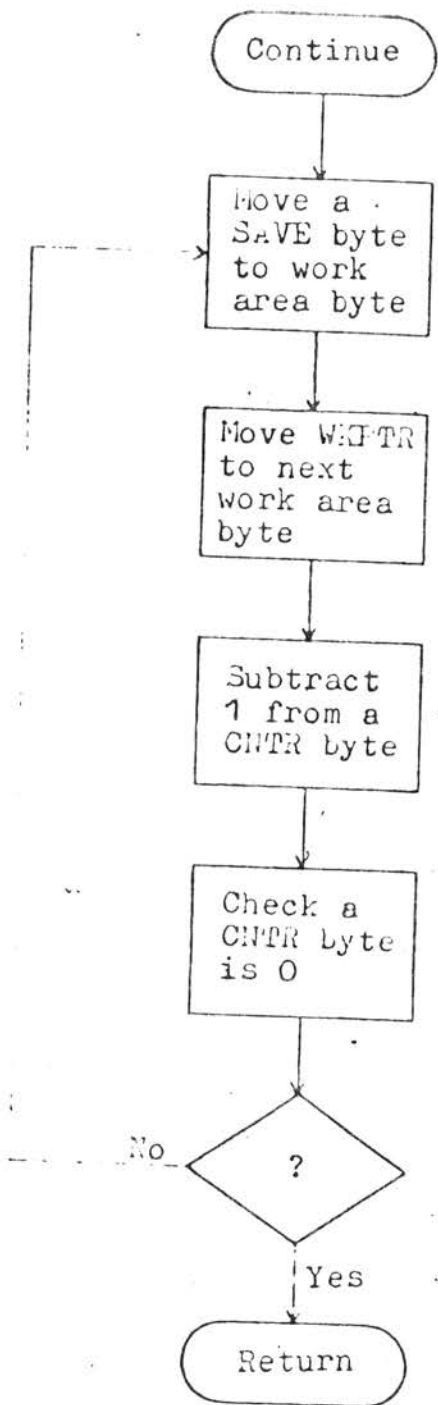 Continue
Move a
SAVE byte
to work
area byte
Move WKPTR
to next
work area
byte
Subtract
1 from a
CNTR byte
Check a
CNTR byte
is 0
?
No
Yes
Return